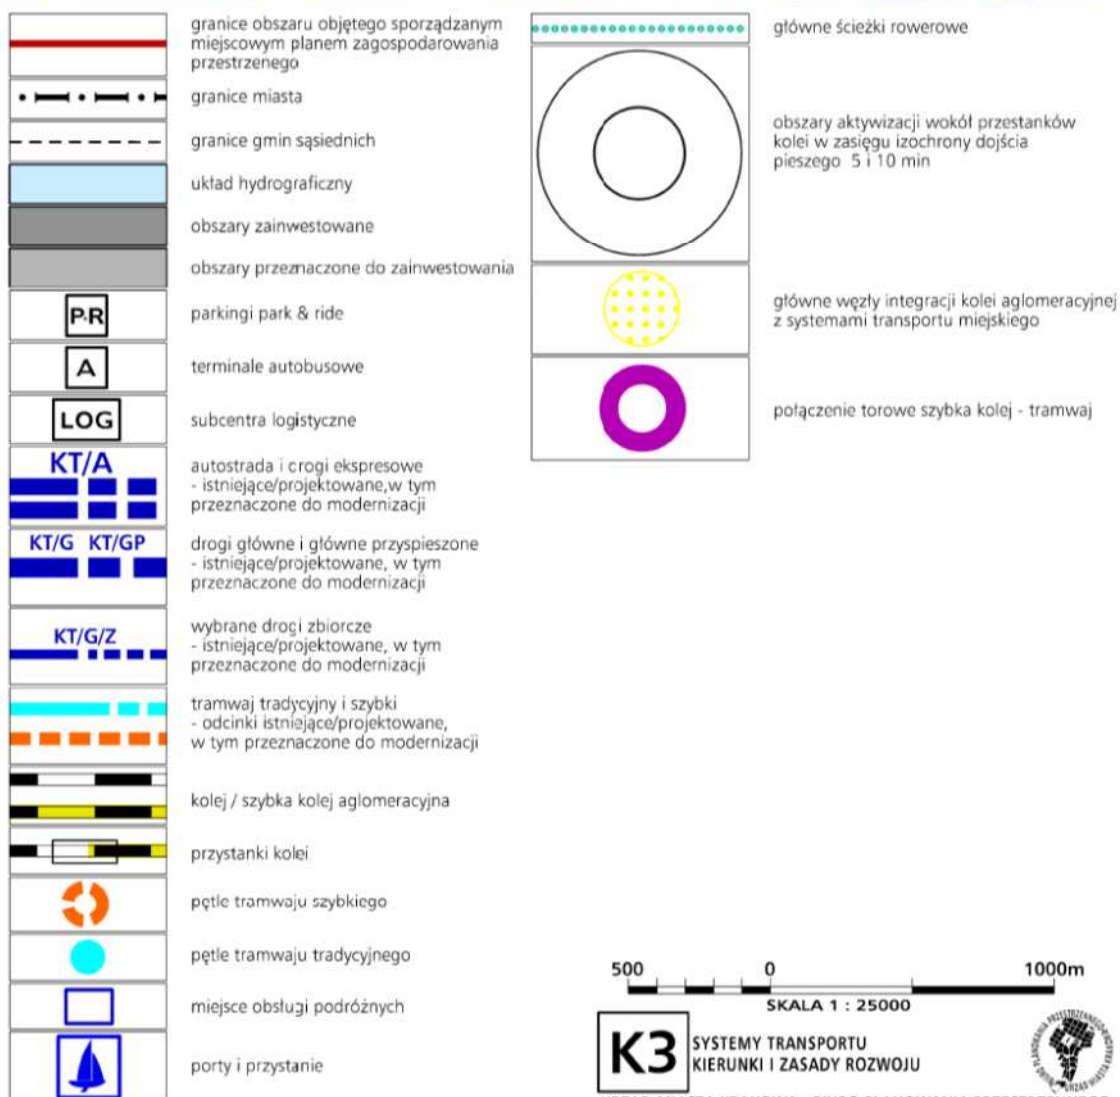 granice obszaru objętego sporządzanym
miejscowym planem zagospodarowania
przestrzenego
granice miasta
granice gmin sąsiednich
układ hydrograficzny
obszary zainwestowane
obszary przeznaczone do zainwestowania
P+R
parkingi park & ride
A
terminale autobusowe
LOG
subcentra logistyczne
KT/A
autostrada i crogi ekspresowe
- istniejące/projektowane,w tym
przeznaczone do modernizacji
KT/G KT/GP
drogi główne i główne przyspieszone
- istniejące/projektowane, w tym
przeznaczone do modernizacji
KT/G/Z
wybrane drogi zbiorcze
- istniejące/projektowane, w tym
przeznaczone do modernizacji
tramwaj tradycyjny i szybki
- odcinki istniejące/projektowane,
w tym przeznaczone do modernizacji
kolej / szybka kolej aglomeracyjna
przystanki kolei
pętle tramwaju szybkiego
pętle tramwaju tradycyjnego
miejsce obsługi podróżnych
porty i przystanie
główne ścieżki rowerowe
obszary aktywizacji wokół przestanków
kolei w zasięgu izochrony dojścia
pieszego 5 i 10 min
główne węzły integracji kolei aglomeracyjnej
z systemami transportu miejskiego
połączenie torowe szybka kolej - tramwaj
500 0 1000m
SKALA 1 : 25000
K3
SYSTEMY TRANSPORTU
KIERUNKI I ZASADY ROZWOJU